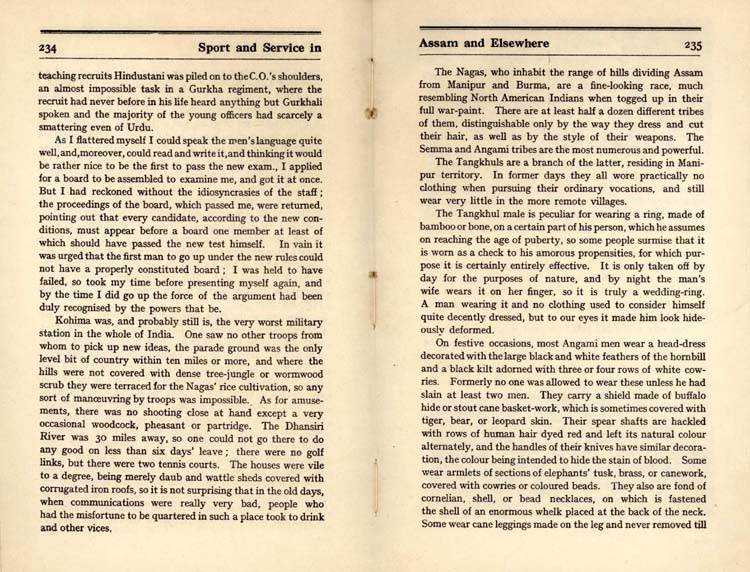 234 Sport and Service in
teaching recruits Hindustani was piled on to the C.O.'s shoulders,
an almost impossible task in a Gurkha regiment, where the
recruit had never before in his life heard anything but Gurkhali
spoken and the majority of the young officers had scarcely a
smattering even of Urdu.
As I flattered myself I could speak the men's language quite
well, and, moreover, could read and write it, and thinking it would
be rather nice to be the first to pass the new exam., I applied
for a board to be assembled to examine me, and got it at once.
But I had reckoned without the idiosyncrasies of the staff;
the proceedings of the board, which passed me, were returned,
pointing out that every candidate, according to the new con-
ditions, must appear before a board one member at least of
which should have passed the new test himself. In vain it
was urged that the first man to go up under the new rules could
not have a properly constituted board; I was held to have
failed, so took my time before presenting myself again, and
by the time I did go up the force of the argument had been
duly recognised by the powers that be.
Kohima was, and probably still is, the very worst military
station in the whole of India. One saw no other troops from
whom to pick up new ideas, the parade ground was the only
level bit of country within ten miles or more, and where the
hills were not covered with dense tree-jungle or wormwood
scrub they were terraced for the Nagas' rice cultivation, so any
sort of manœuvring by troops was impossible. As for amuse-
ments, there was no shooting close at hand except a very
occasional woodcock, pheasant or partridge. The Dhansiri
River was 30 miles away, so one could not go there to do
any good on less than six days' leave; there were no golf
links, but there were two tennis courts. The houses were vile
to a degree, being merely daub and wattle sheds covered with
corrugated iron roofs, so it is not surprising that in the old days,
when communications were really very bad, people who
had the misfortune to be quartered in such a place took to drink
and other vices.
Assam and Elsewhere 235
The Nagas, who inhabit the range of hills dividing Assam
from Manipur and Burma, are a fine-looking race, much
resembling North American Indians when togged up in their
full war-paint. There are at least half a dozen different tribes
of them, distinguishable only by the way they dress and cut
their hair, as well as by the style of their weapons. The
Semma and Angami tribes are the most numerous and powerful.
The Tangkhuls are a branch of the latter, residing in Mani-
pur territory. In former days they all wore practically no
clothing when pursuing their ordinary vocations, and still
wear very little in the more remote villages.
The Tangkhul male is peculiar for wearing a ring, made of
bamboo or bone, on a certain part of his person, which he assumes
on reaching the age of puberty, so some people surmise that it
is worn as a check to his amorous propensities, for which pur-
pose it is certainly entirely effective. It is only taken off by
day for the purposes of nature, and by night the man's
wife wears it on her finger, so it is truly a wedding-ring.
A man wearing it and no clothing used to consider himself
quite decently dressed, but to our eyes it made him look hide-
ously deformed.
On festive occasions, most Angami men wear a head-dress
decorated with the large black and white feathers of the hornbill
and a black kilt adorned with three or four rows of white cow-
ries. Formerly no one was allowed to wear these unless he had
slain at least two men. They carry a shield made of buffalo
hide or stout cane basket-work, which is sometimes covered with
tiger, bear, or leopard skin. Their spear shafts are hackled
with rows of human hair dyed red and left its natural colour
alternately, and the handles of their knives have similar decora-
tion, the colour being intended to hide the stain of blood. Some
wear armlets of sections of elephants' tusk, brass, or canework,
covered with cowries or coloured beads. They also are fond of
cornelian, shell, or bead necklaces, on which is fastened
the shell of an enormous whelk placed at the back of the neck.
Some wear cane leggings made on the leg and never removed till